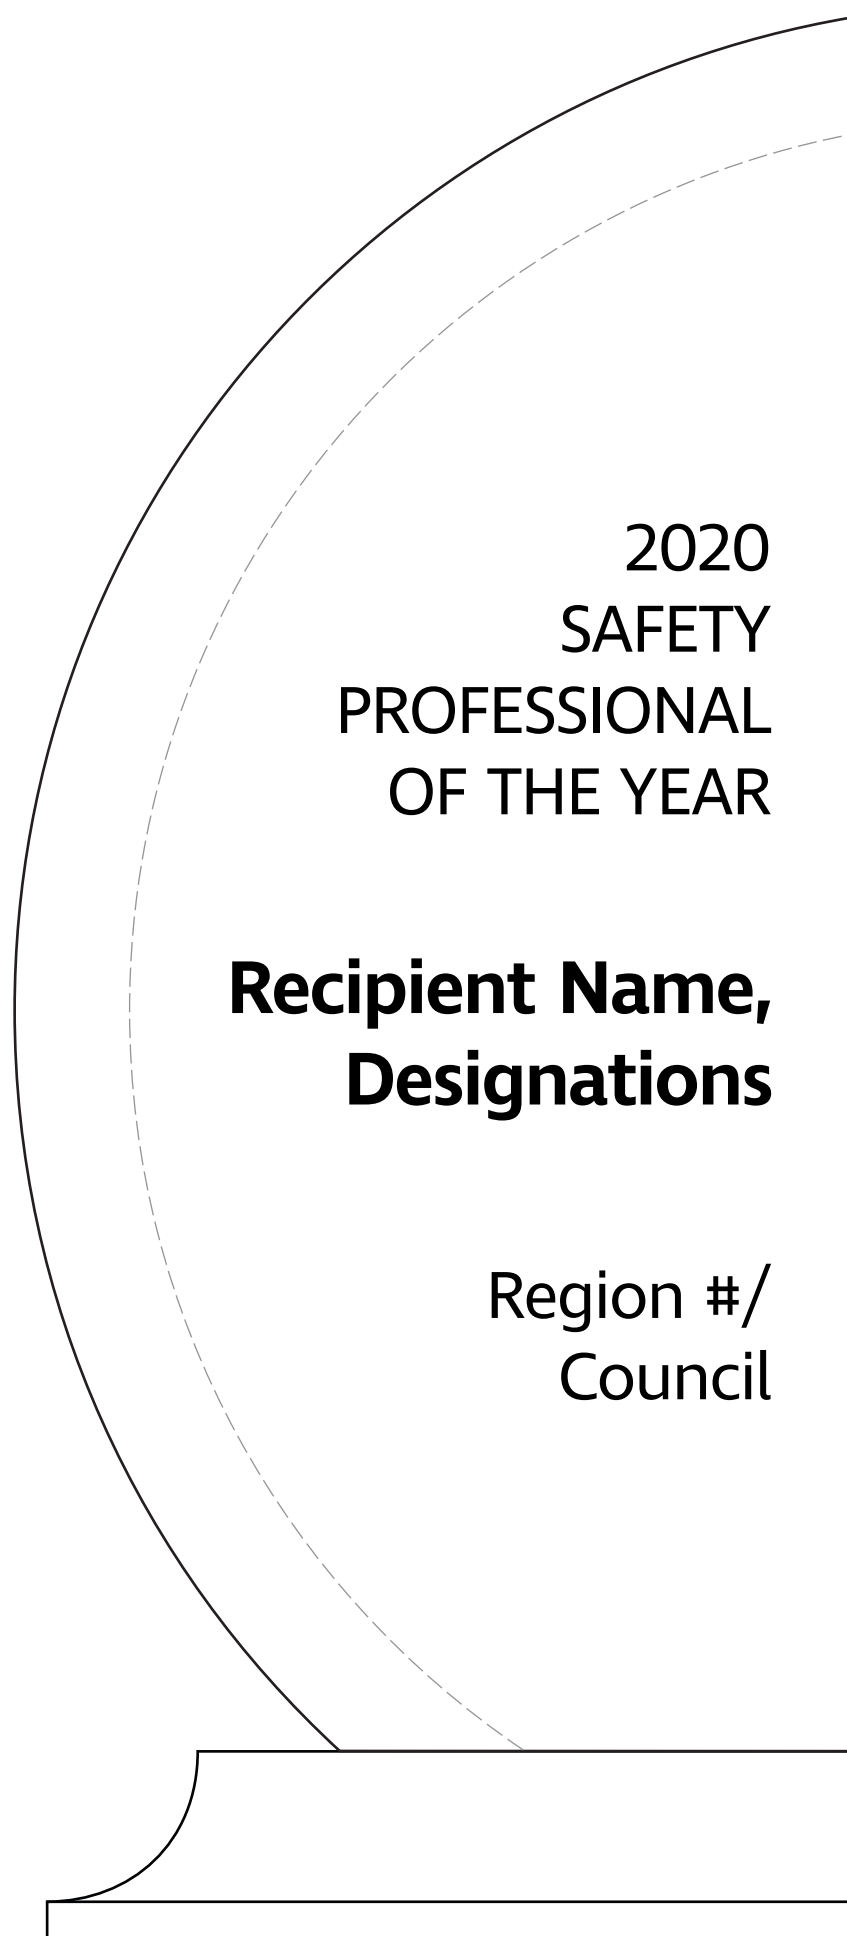 2020
SAFETY
PROFESSIONAL
OF THE YEAR
Recipient Name,
Designations
Region #/
Council